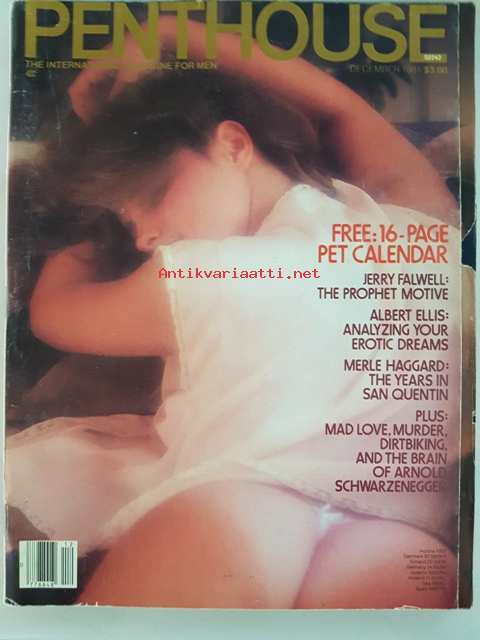 PENTHOUSE
THE INTERNATIONAL MAGAZINE FOR MEN
DECEMBER 1981 $3.00
FREE: 16-PAGE
PET CALENDAR
Antikvariaatti.net
JERRY FALWELL:
THE PROPHET MOTIVE
ALBERT ELLIS:
ANALYZING YOUR
EROTIC DREAMS
MERLE HAGGARD:
THE YEARS IN
SAN QUENTIN
PLUS:
MAD LOVE, MURDER,
DIRTBIKING,
AND THE BRAIN
OF ARNOLD
SCHWARZENEGGER
12